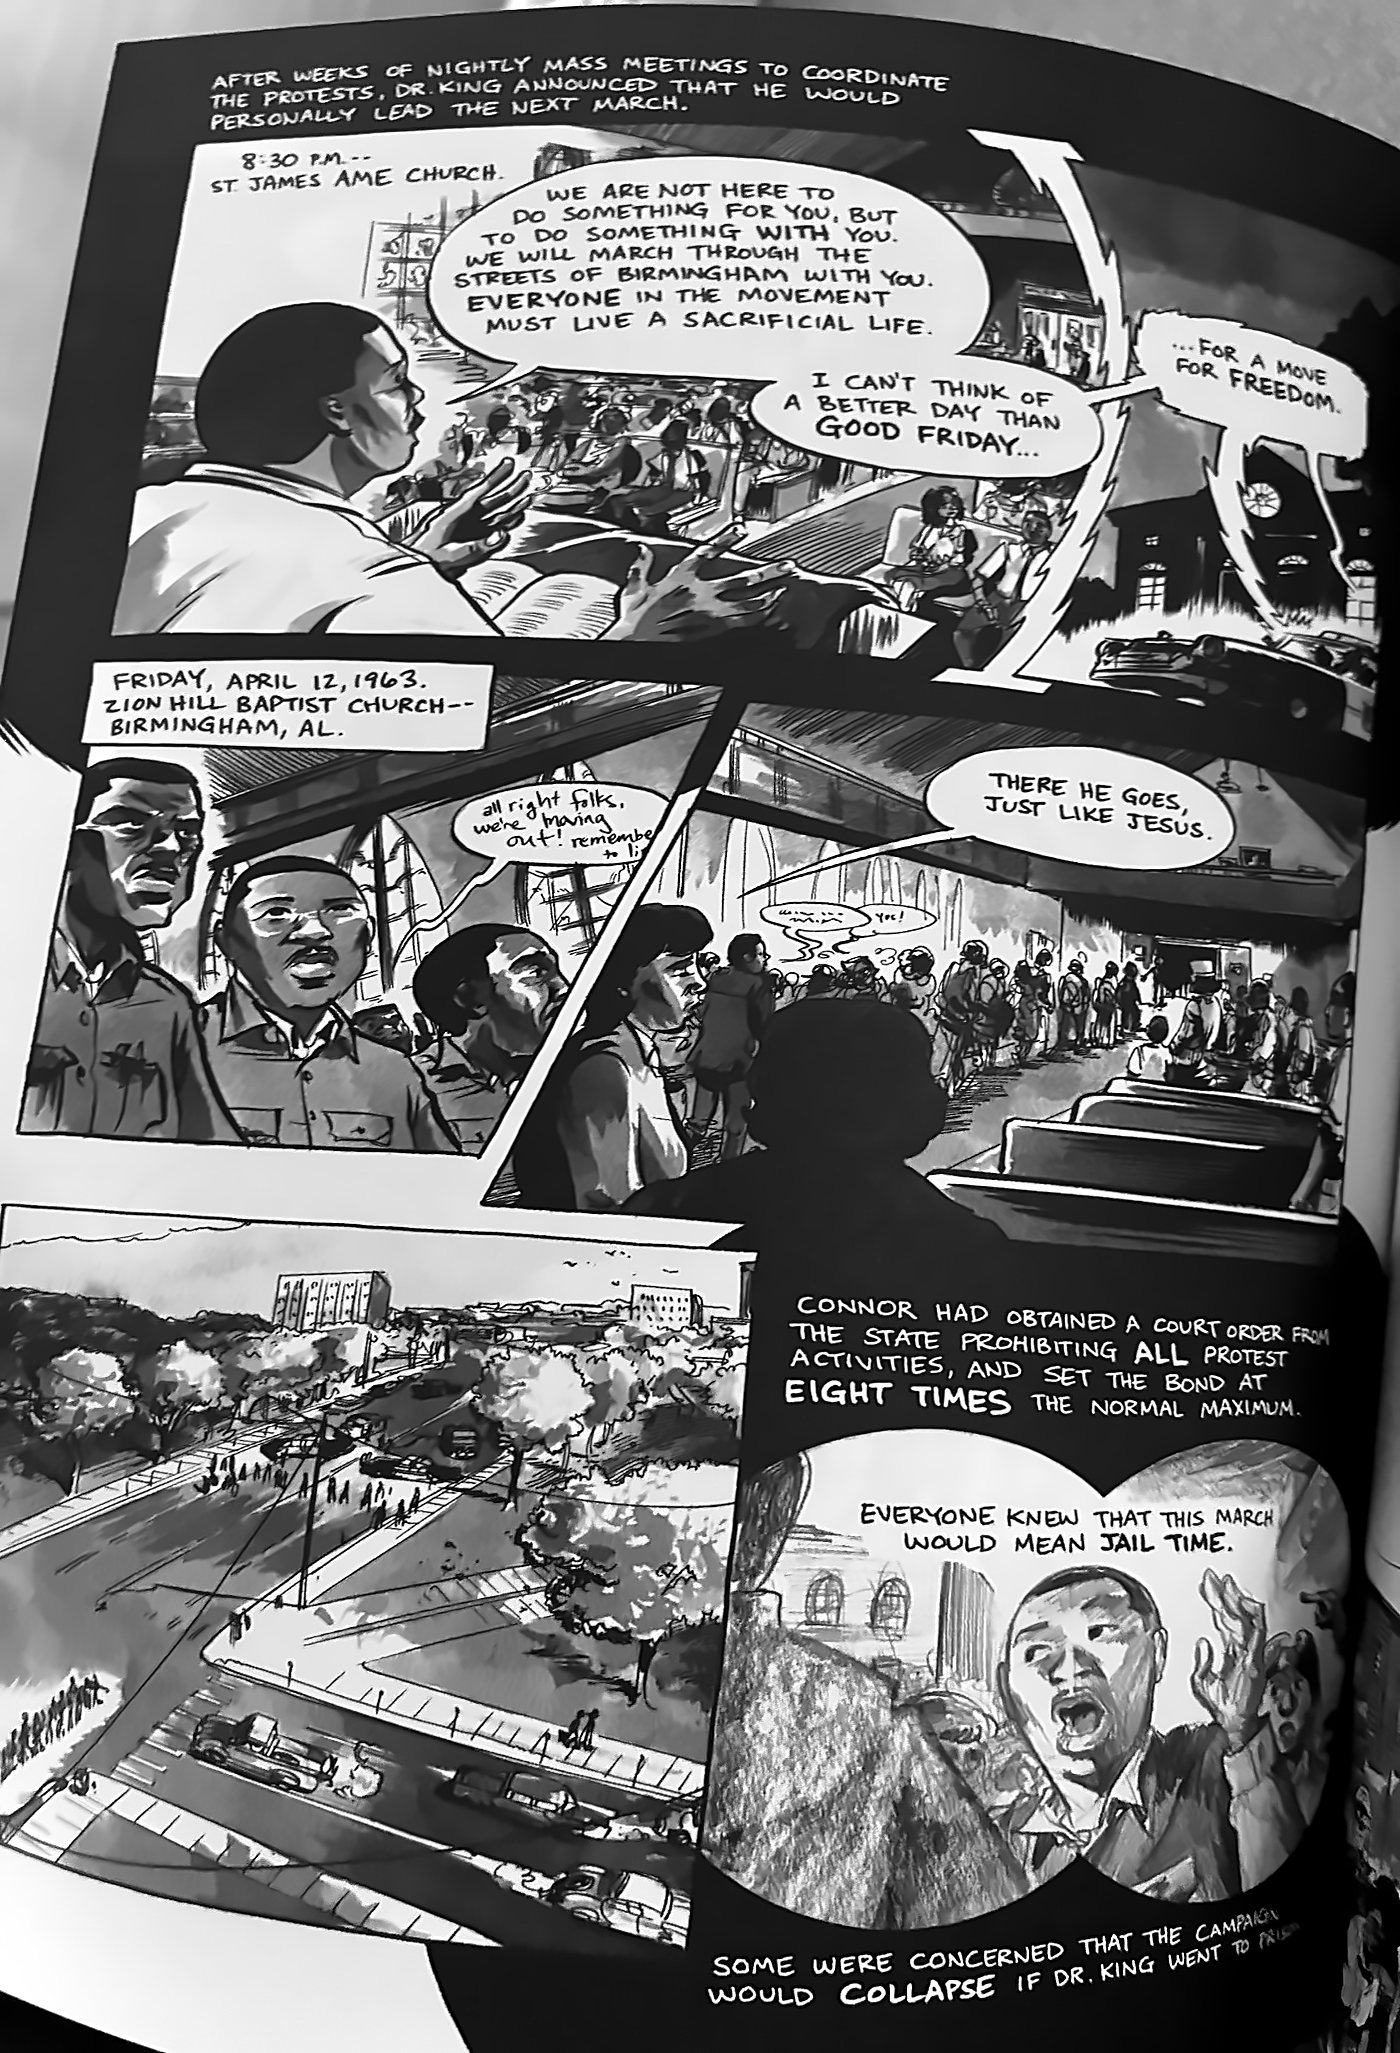 AFTER WEEKS OF NIGHTLY MASS MEETINGS TO COORDINATE
THE PROTESTS, DR. KING ANNOUNCED THAT HE WOULD
PERSONALLY LEAD THE NEXT MARCH.
8:30 P.M.--
ST. JAMES AME CHURCH.
WE ARE NOT HERE TO
DO SOMETHING FOR YOU, BUT
TO DO SOMETHING WITH YOU.
WE WILL MARCH THROUGH THE
STREETS OF BIRMINGHAM WITH YOU.
EVERYONE IN THE MOVEMENT
MUST LIVE A SACRIFICIAL LIFE.
I CAN'T THINK OF
A BETTER DAY THAN
GOOD FRIDAY...
...FOR A MOVE
FOR FREEDOM.
FRIDAY, APRIL 12, 1963.
ZION HILL BAPTIST CHURCH--
BIRMINGHAM, AL.
all right folks,
we're moving
out! remembe
to li
THERE HE GOES,
JUST LIKE JESUS.
yes!
CONNOR HAD OBTAINED A COURT ORDER FROM
THE STATE PROHIBITING ALL PROTEST
ACTIVITIES, AND SET THE BOND AT
EIGHT TIMES THE NORMAL MAXIMUM.
EVERYONE KNEW THAT THIS MARCH
WOULD MEAN JAIL TIME.
SOME WERE CONCERNED THAT THE CAMPAIGN
WOULD COLLAPSE IF DR. KING WENT TO PRISON